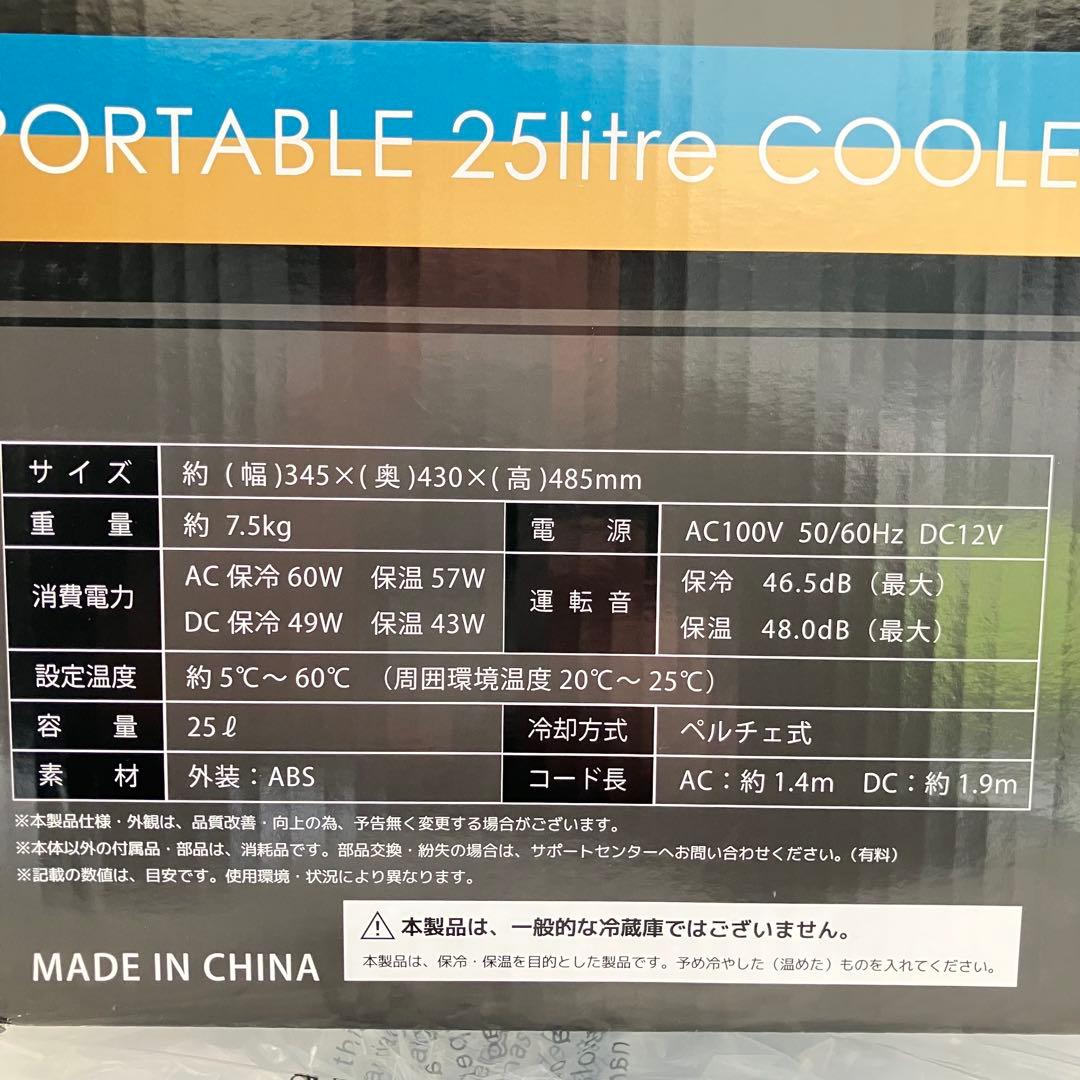 PORTABLE 25litre COOLE
サイズ 約 (幅)345×(奥)430×(高)485mm
重量 約 7.5kg 電源 AC100V 50/60Hz DC12V
消費電力 AC 保冷 60W 保温 57W
DC 保冷 49W 保温 43W
運転音 保冷 46.5dB（最大）
保温 48.0dB（最大）
設定温度 約 5℃～ 60℃ （周囲環境温度 20℃～ 25℃）
容量 25ℓ 冷却方式 ペルチェ式
素材 外装：ABS コード長 AC：約 1.4m DC：約 1.9m
※本製品仕様・外観は、品質改善・向上の為、予告無く変更する場合がございます。
※本体以外の付属品・部品は、消耗品です。部品交換・紛失の場合は、サポートセンターへお問い合わせください。（有料）
※記載の数値は、目安です。使用環境・状況により異なります。
本製品は、一般的な冷蔵庫ではございません。
本製品は、保冷・保温を目的とした製品です。予め冷やした（温めた）ものを入れてください。
MADE IN CHINA